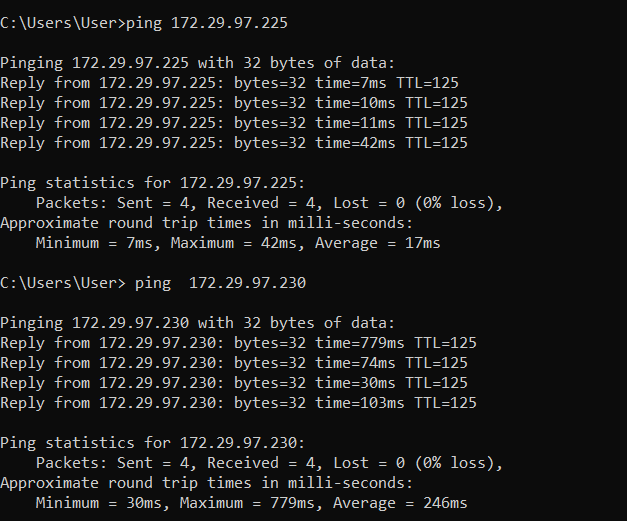 C:\Users\User>ping 172.29.97.225
Pinging 172.29.97.225 with 32 bytes of data:
Reply from 172.29.97.225: bytes=32 time=7ms TTL=125
Reply from 172.29.97.225: bytes=32 time=10ms TTL=125
Reply from 172.29.97.225: bytes=32 time=11ms TTL=125
Reply from 172.29.97.225: bytes=32 time=42ms TTL=125
Ping statistics for 172.29.97.225:
    Packets: Sent = 4, Received = 4, Lost = 0 (0% loss),
Approximate round trip times in milli-seconds:
    Minimum = 7ms, Maximum = 42ms, Average = 17ms
C:\Users\User> ping  172.29.97.230
Pinging 172.29.97.230 with 32 bytes of data:
Reply from 172.29.97.230: bytes=32 time=779ms TTL=125
Reply from 172.29.97.230: bytes=32 time=74ms TTL=125
Reply from 172.29.97.230: bytes=32 time=30ms TTL=125
Reply from 172.29.97.230: bytes=32 time=103ms TTL=125
Ping statistics for 172.29.97.230:
    Packets: Sent = 4, Received = 4, Lost = 0 (0% loss),
Approximate round trip times in milli-seconds:
    Minimum = 30ms, Maximum = 779ms, Average = 246ms